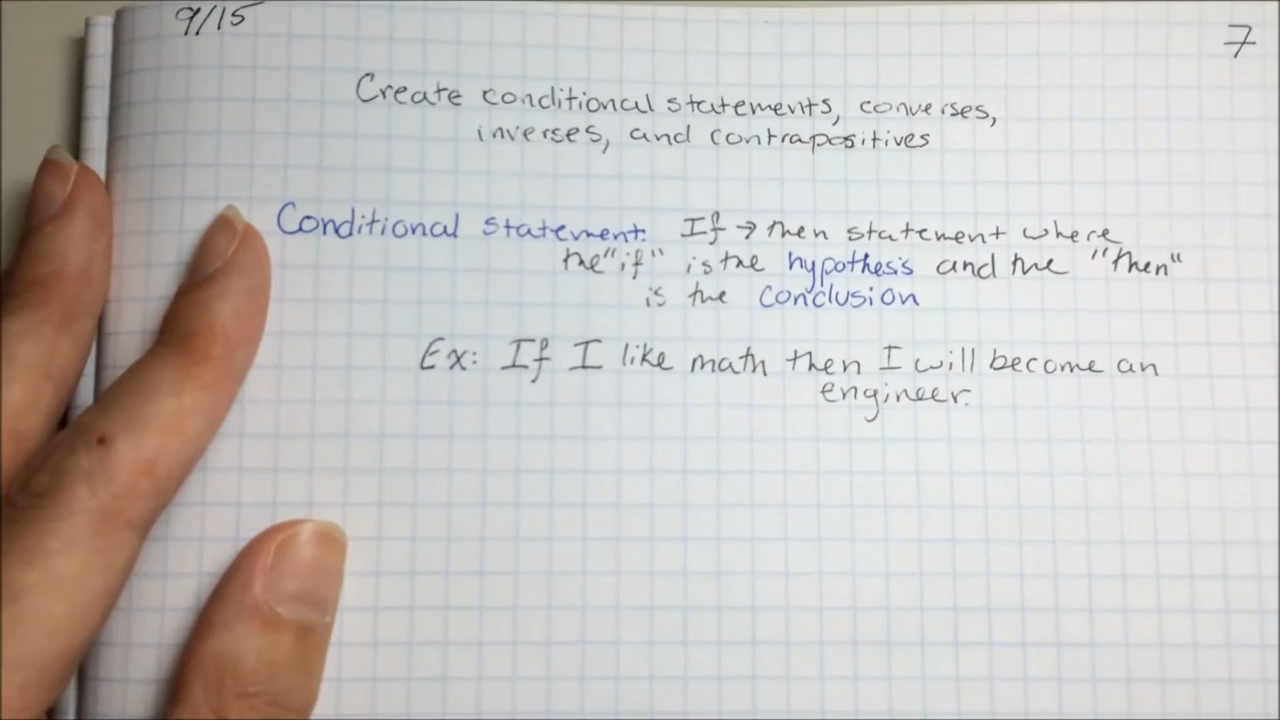 9/15
7
Create conditional statements, converses,
inverses, and contrapositives
Conditional statement: If → then statement where
the "if" is the hypothesis and the "then"
is the conclusion
Ex: If I like math then I will become an
engineer.